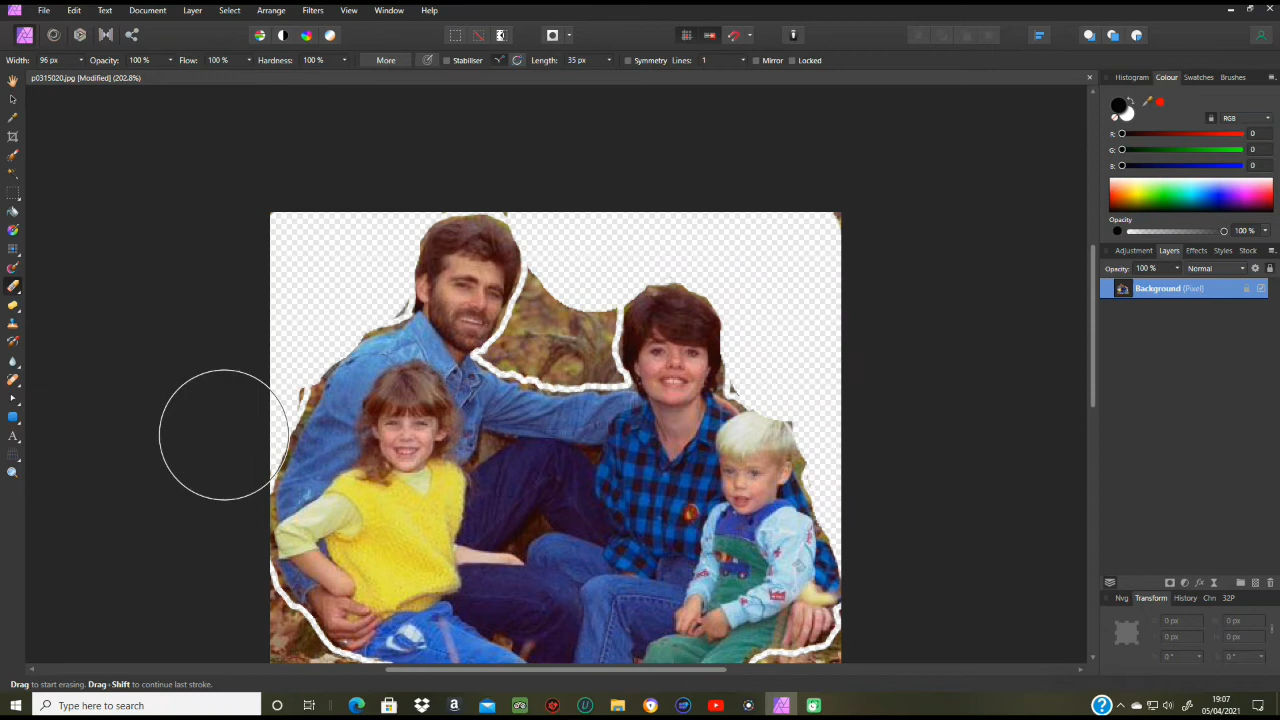 File Edit Text Document Layer Select Arrange Filters View Window Help
Width: 96 px Opacity: 100 % Flow: 100 % Hardness: 100 % More Stabiliser Length: 35 px Symmetry Lines: 1 Mirror Locked
p0315020.jpg [Modified] (202.8%)
Histogram Colour Swatches Brushes
RGB
R: 0
G: 0
B: 0
Opacity
100 %
Adjustment Layers Effects Styles Stock
Opacity: 100 % Normal
Background (Pixel)
Nvg Transform History Chn 32P
X: 0 px W: 0 px
Y: 0 px H: 0 px
R: 0 ° S: 0 °
Drag to start erasing. Drag+Shift to continue last stroke.
Type here to search
19:07
05/04/2021